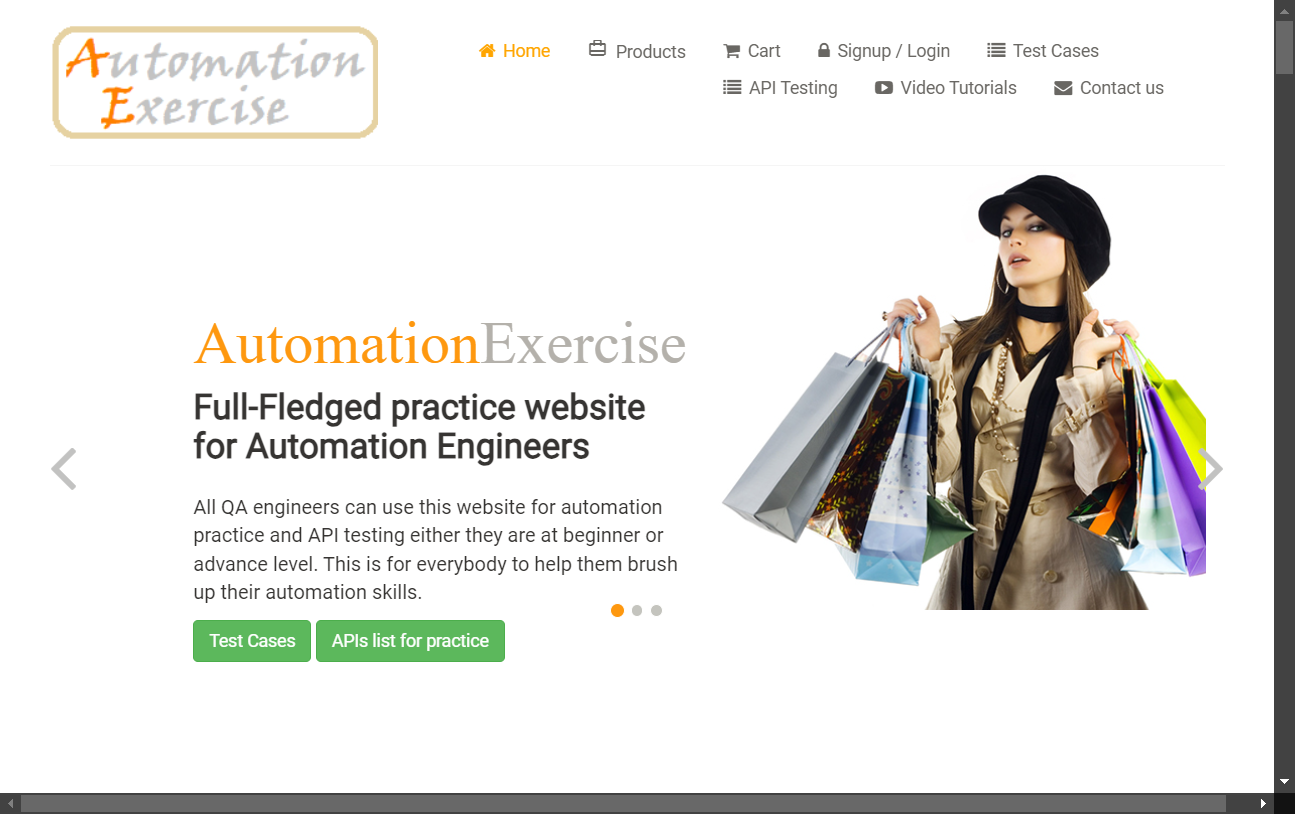 Automation
Exercise
Home Products Cart Signup / Login Test Cases
API Testing Video Tutorials Contact us
AutomationExercise
Full-Fledged practice website
for Automation Engineers
All QA engineers can use this website for automation
practice and API testing either they are at beginner or
advance level. This is for everybody to help them brush
up their automation skills.
Test Cases APIs list for practice